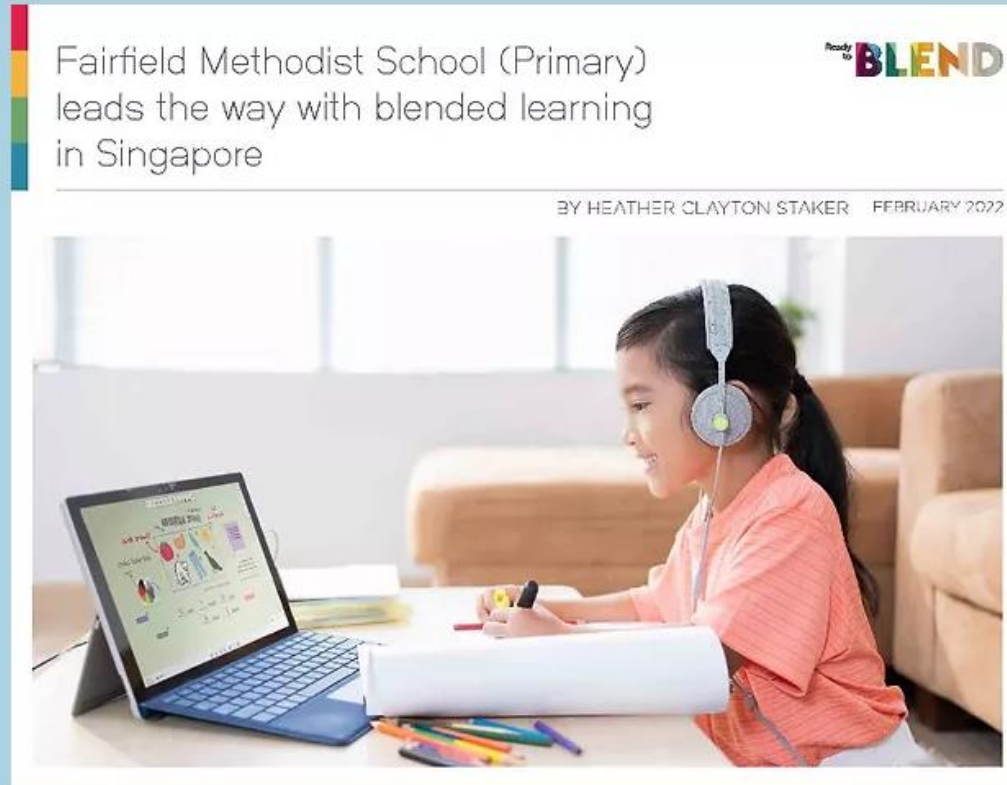 Fairfield Methodist School (Primary)
leads the way with blended learning
in Singapore
Ready to BLEND
BY HEATHER CLAYTON STAKER FEBRUARY 2022